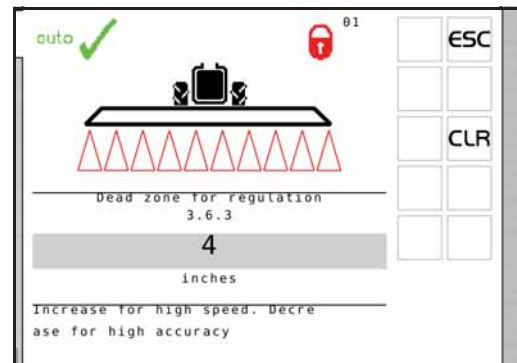 auto
01
ESC
CLR
Dead zone for regulation
3.6.3
4
inches
Increase for high speed. Decre
ase for high accuracy